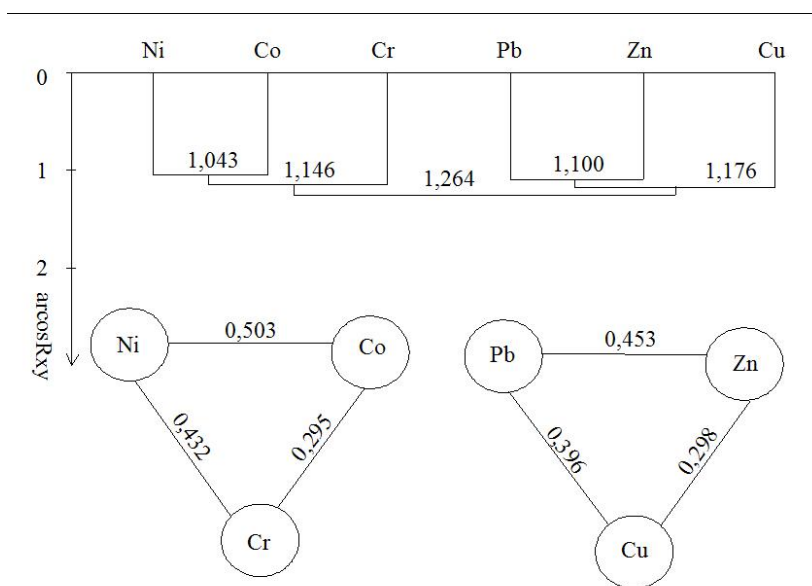 Ni Co Cr Pb Zn Cu
0
1,043 1,146 1,264 1,100 1,176
1
2
arcosRxy
Ni 0,503 Co
0,432 0,295
Cr
Pb 0,453 Zn
0,396 0,298
Cu